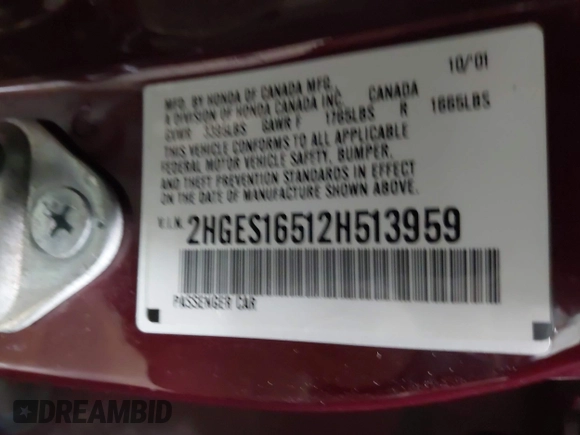 10/'01
MFD. BY HONDA OF CANADA MFG., CANADA
A DIVISION OF HONDA CANADA INC.
GVWR 3385LBS GAWR F 1765LBS R 1665LBS
THIS VEHICLE CONFORMS TO ALL APPLICABLE
FEDERAL MOTOR VEHICLE SAFETY, BUMPER,
AND THEFT PREVENTION STANDARDS IN EFFECT
ON THE DATE OF MANUFACTURE SHOWN ABOVE.
V.I.N. 2HGES16512H513959
PASSENGER CAR
DREAMBID